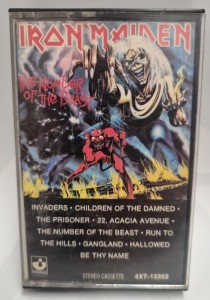 IRON MAIDEN
THE NUMBER
OF THE BEAST
INVADERS • CHILDREN OF THE DAMNED •
THE PRISONER • 22, ACACIA AVENUE •
THE NUMBER OF THE BEAST • RUN TO
THE HILLS • GANGLAND • HALLOWED
BE THY NAME
STEREO CASSETTE
4XT-12202